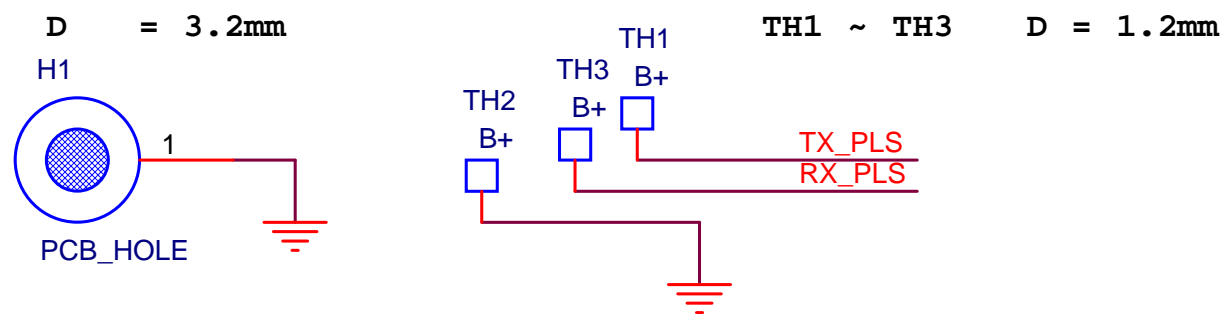 D = 3.2mm
TH1 ~ TH3 D = 1.2mm
H1
1
PCB_HOLE
TH2
B+
TH3
B+
TH1
B+
TX_PLS
RX_PLS